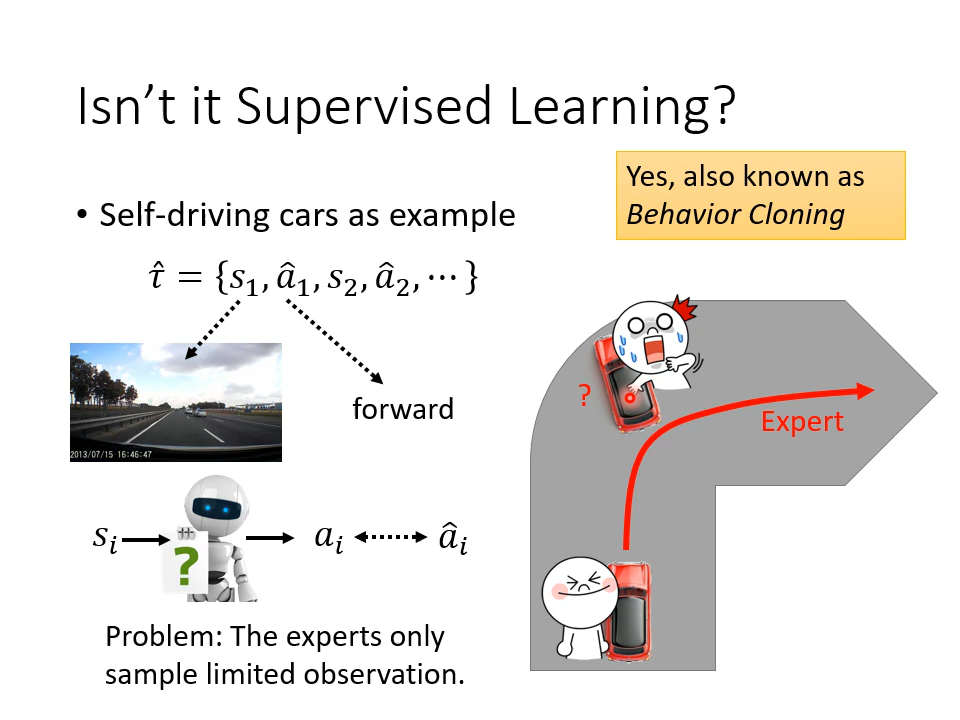 Isn’t it Supervised Learning?
Yes, also known as
Behavior Cloning
• Self-driving cars as example
τ̂ = {s₁, â₁, s₂, â₂, ⋯ }
forward
2013/07/15 16:46:47
?
Expert
sᵢ
?
aᵢ
âᵢ
Problem: The experts only
sample limited observation.